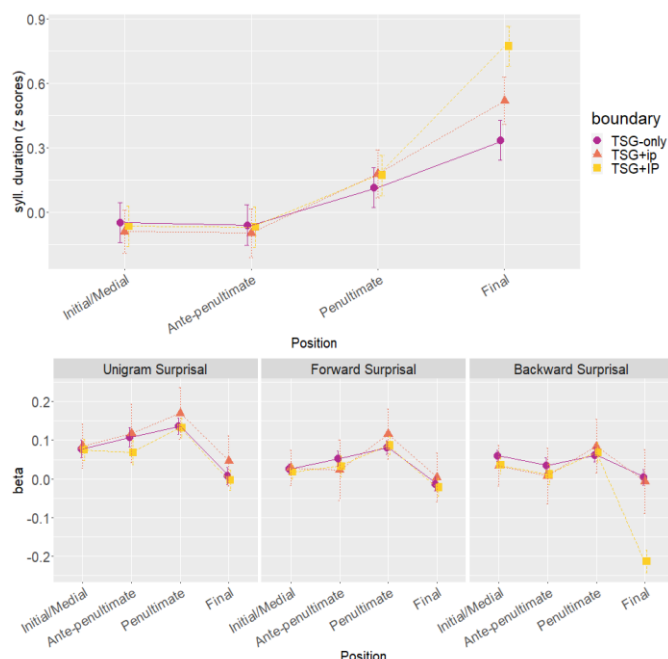 syll. duration (z scores)
0.9
0.6
0.3
0.0
Initial/Medial
Ante-penultimate
Penultimate
Final
Position
boundary
TSG-only
TSG+ip
TSG+IP
Unigram Surprisal
Forward Surprisal
Backward Surprisal
beta
0.2
0.1
0.0
-0.1
-0.2
Initial/Medial
Ante-penultimate
Penultimate
Final
Initial/Medial
Ante-penultimate
Penultimate
Final
Initial/Medial
Ante-penultimate
Penultimate
Final
Position